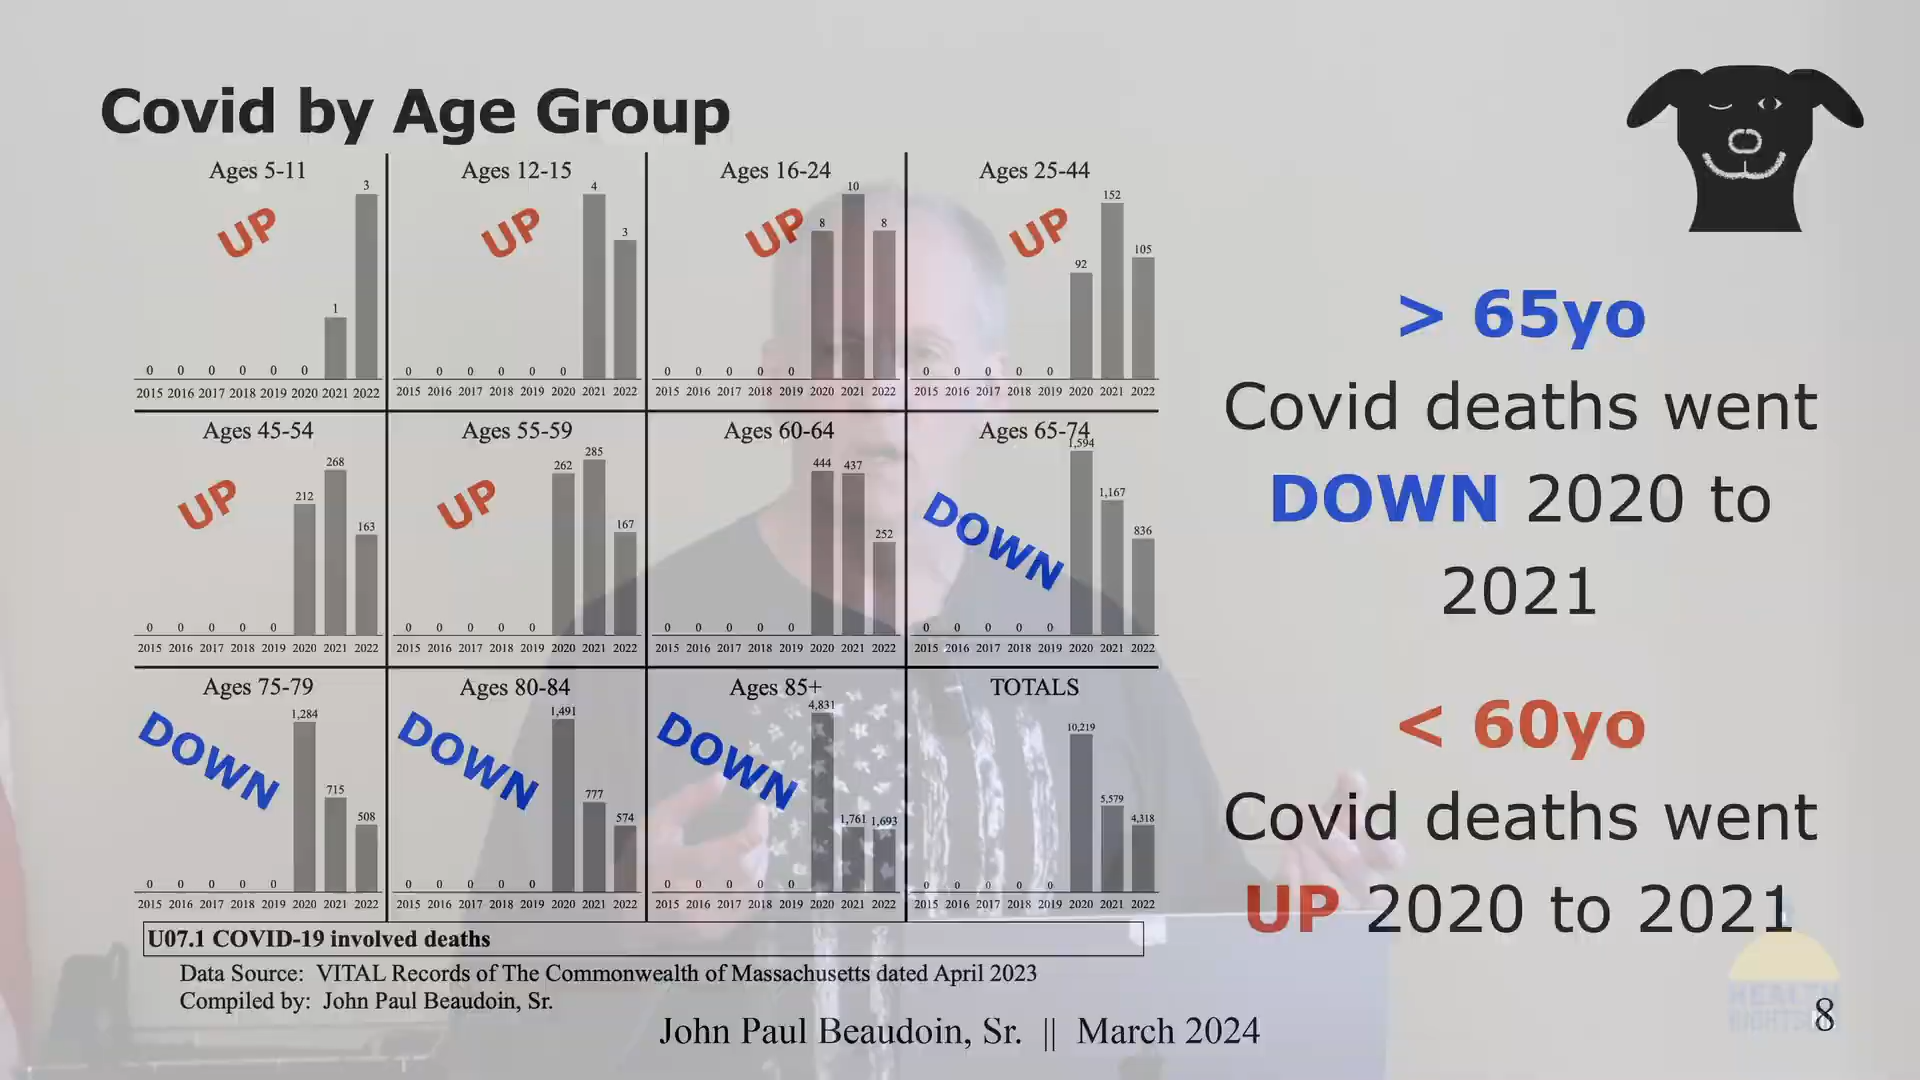 Covid by Age Group
Ages 5-11
UP
0 0 0 0 0 0 1 3
2015 2016 2017 2018 2019 2020 2021 2022
Ages 12-15
UP
0 0 0 0 0 0 4 3
2015 2016 2017 2018 2019 2020 2021 2022
Ages 16-24
UP
0 0 0 0 0 8 10 8
2015 2016 2017 2018 2019 2020 2021 2022
Ages 25-44
UP
0 0 0 0 0 92 152 105
2015 2016 2017 2018 2019 2020 2021 2022
Ages 45-54
UP
0 0 0 0 0 212 268 163
2015 2016 2017 2018 2019 2020 2021 2022
Ages 55-59
UP
0 0 0 0 0 262 285 167
2015 2016 2017 2018 2019 2020 2021 2022
Ages 60-64
0 0 0 0 0 444 437 252
2015 2016 2017 2018 2019 2020 2021 2022
Ages 65-74
DOWN
0 0 0 0 0 1,594 1,167 836
2015 2016 2017 2018 2019 2020 2021 2022
Ages 75-79
DOWN
0 0 0 0 0 1,284 715 508
2015 2016 2017 2018 2019 2020 2021 2022
Ages 80-84
DOWN
0 0 0 0 0 1,491 777 574
2015 2016 2017 2018 2019 2020 2021 2022
Ages 85+
DOWN
0 0 0 0 0 4,831 1,761 1,693
2015 2016 2017 2018 2019 2020 2021 2022
TOTALS
0 0 0 0 0 10,219 5,579 4,318
2015 2016 2017 2018 2019 2020 2021 2022
U07.1 COVID-19 involved deaths
Data Source: VITAL Records of The Commonwealth of Massachusetts dated April 2023
Compiled by: John Paul Beaudoin, Sr.
> 65yo
Covid deaths went
DOWN 2020 to
2021
< 60yo
Covid deaths went
UP 2020 to 2021
John Paul Beaudoin, Sr. || March 2024
HEALTH
8